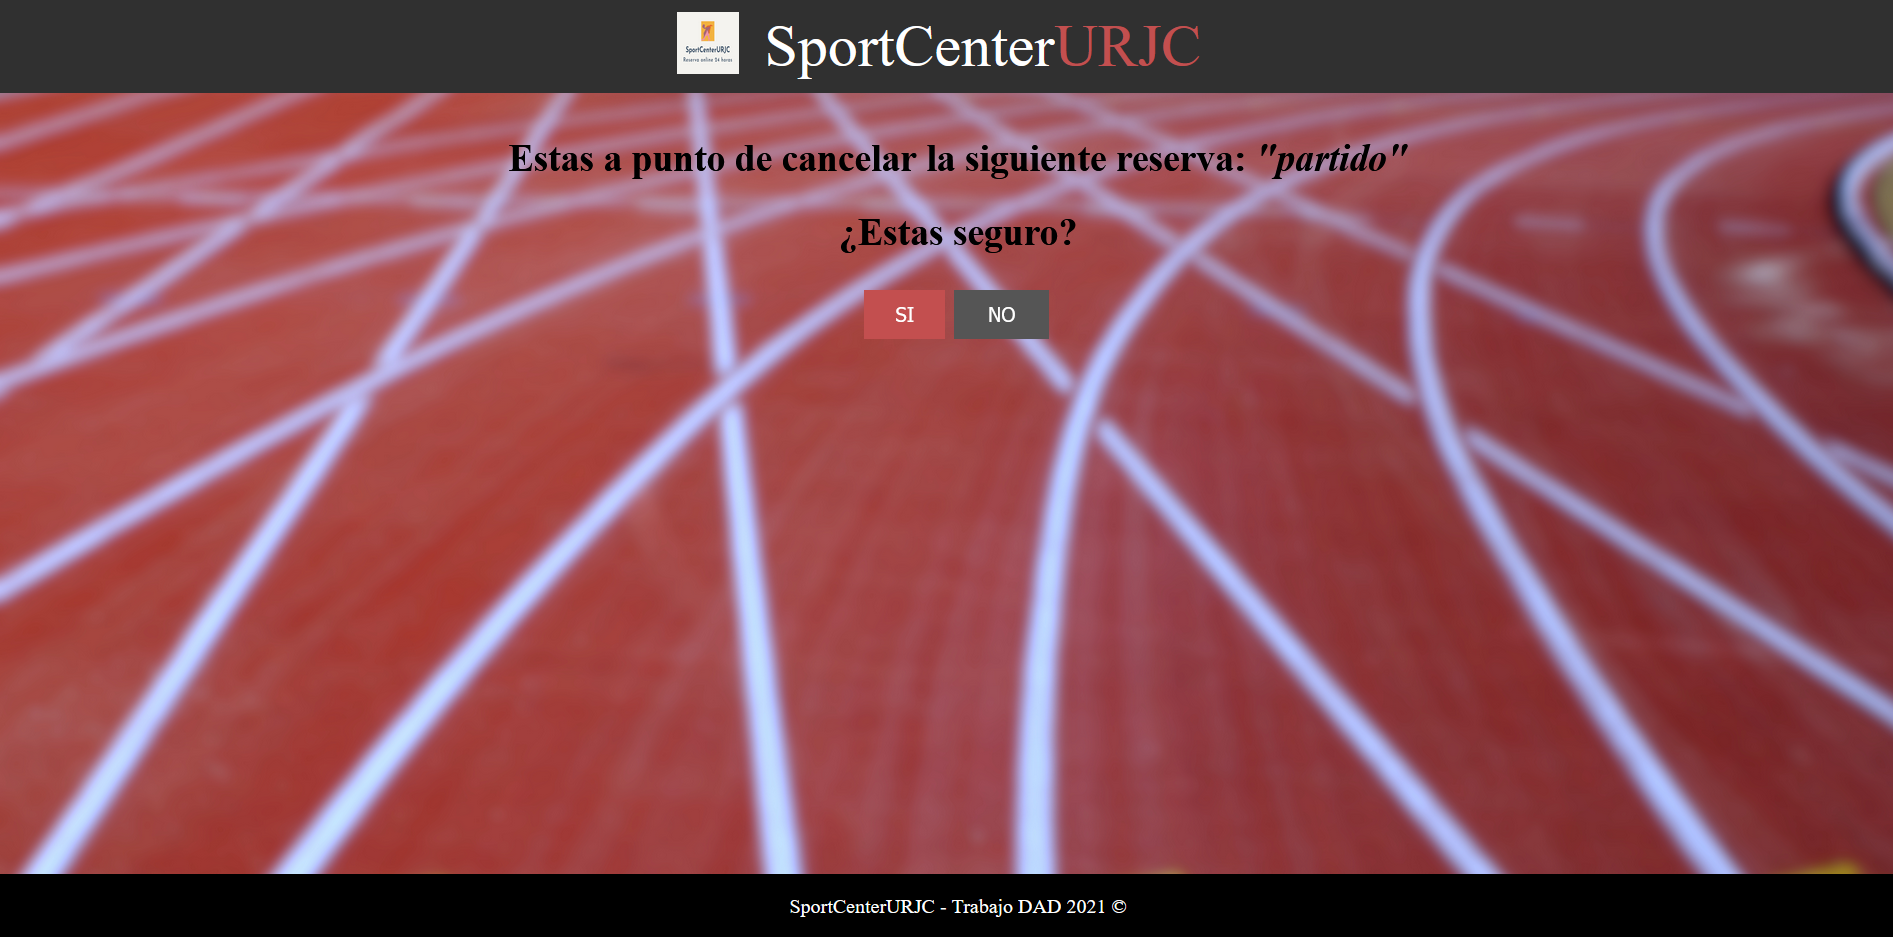 SportCenterURJC
Reserva online 24 horas
SportCenterURJC
Estas a punto de cancelar la siguiente reserva: "partido"
¿Estas seguro?
SI NO
SportCenterURJC - Trabajo DAD 2021 ©